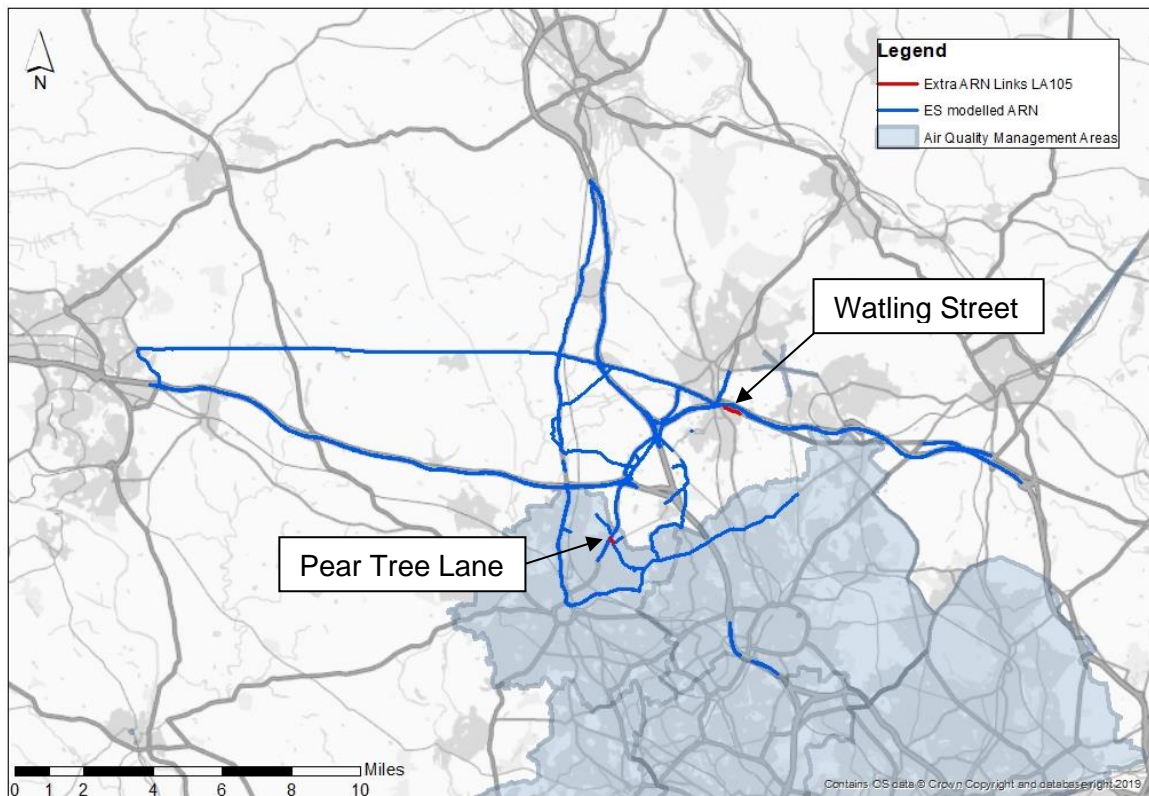 N
Legend
Extra ARN Links LA105
ES modelled ARN
Air Quality Management Areas
Watling Street
Pear Tree Lane
Miles
0 1 2 4 6 8 10
Contains OS data © Crown Copyright and database right 2019